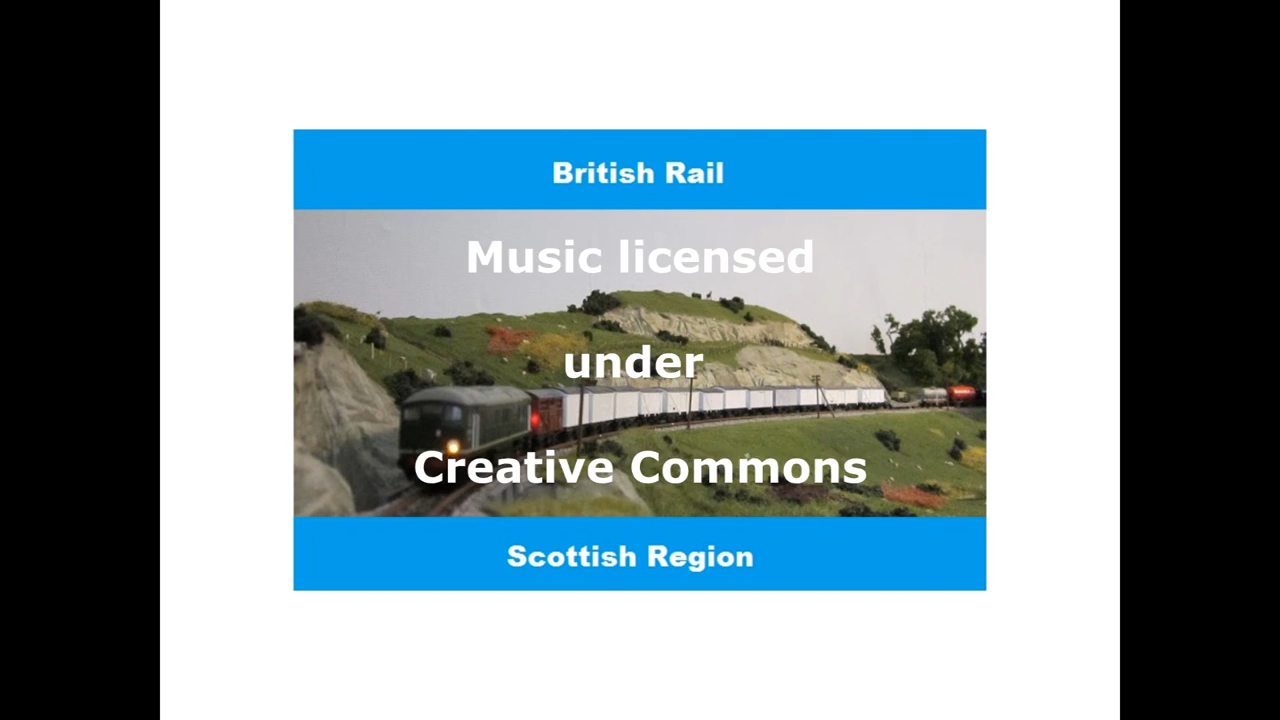 British Rail
Music licensed
under
Creative Commons
Scottish Region